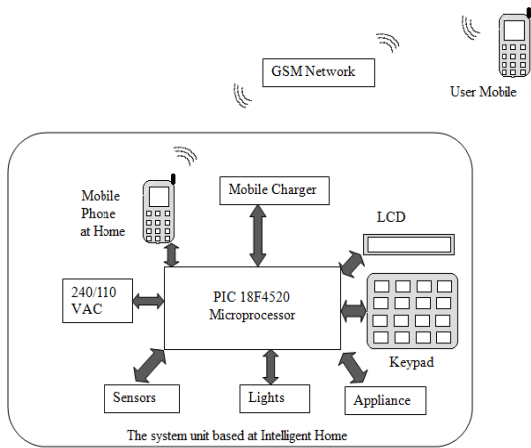 GSM Network
User Mobile
Mobile
Phone
at Home
Mobile Charger
LCD
240/110
VAC
PIC 18F4520
Microprocessor
Keypad
Sensors
Lights
Appliance
The system unit based at Intelligent Home